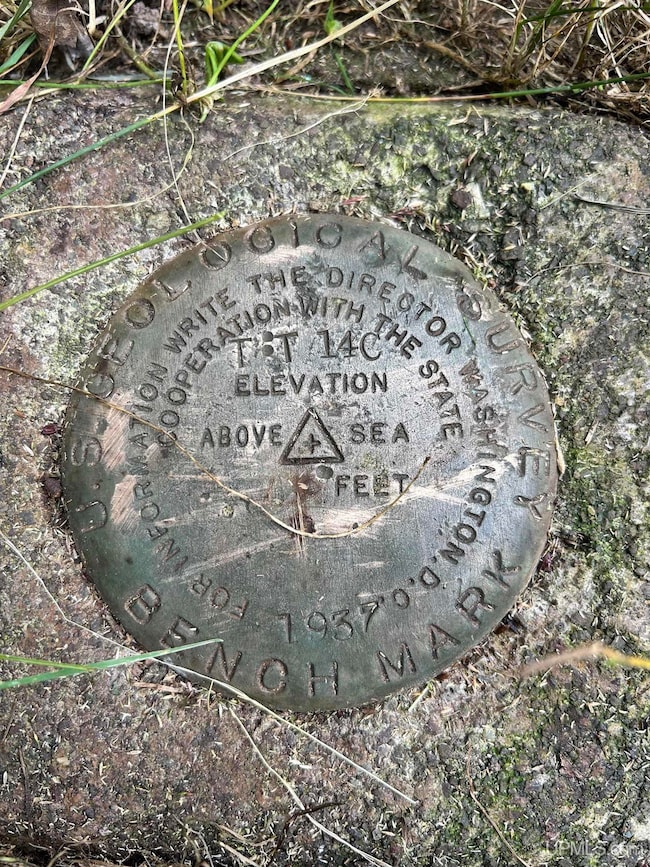 U.S. GEOLOGICAL SURVEY
FOR INFORMATION WRITE THE DIRECTOR WASHINGTON. D.C.
COOPERATION WITH THE STATE
T T 14C
ELEVATION
ABOVE SEA
FEET
1937
BENCH MARK
UPMLS.com